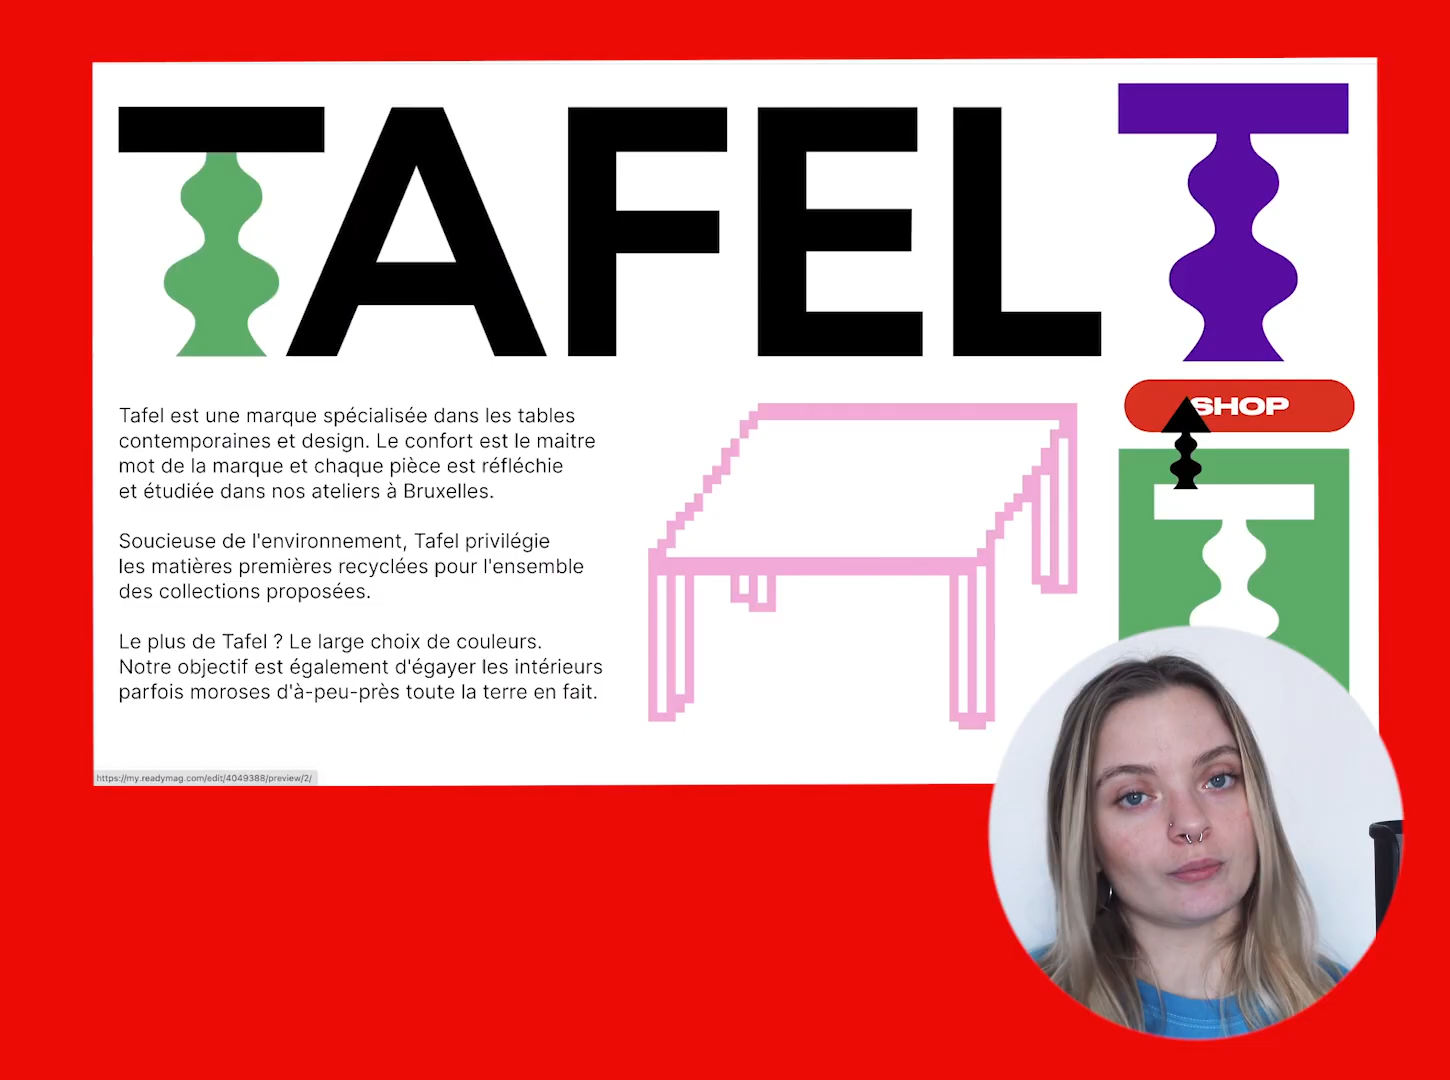 TAFEL
SHOP
Tafel est une marque spécialisée dans les tables
contemporaines et design. Le confort est le maitre
mot de la marque et chaque pièce est réfléchie
et étudiée dans nos ateliers à Bruxelles.
Soucieuse de l'environnement, Tafel privilégie
les matières premières recyclées pour l'ensemble
des collections proposées.
Le plus de Tafel ? Le large choix de couleurs.
Notre objectif est également d'égayer les intérieurs
parfois moroses d'à-peu-près toute la terre en fait.
https://my.readymag.com/edit/4049388/preview/2/